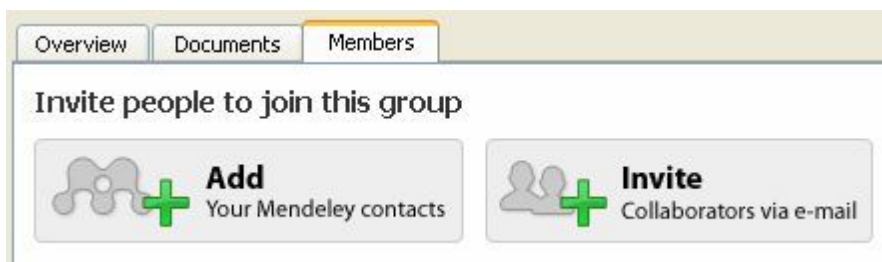 Overview Documents Members
Invite people to join this group
Add
Your Mendeley contacts
Invite
Collaborators via e-mail